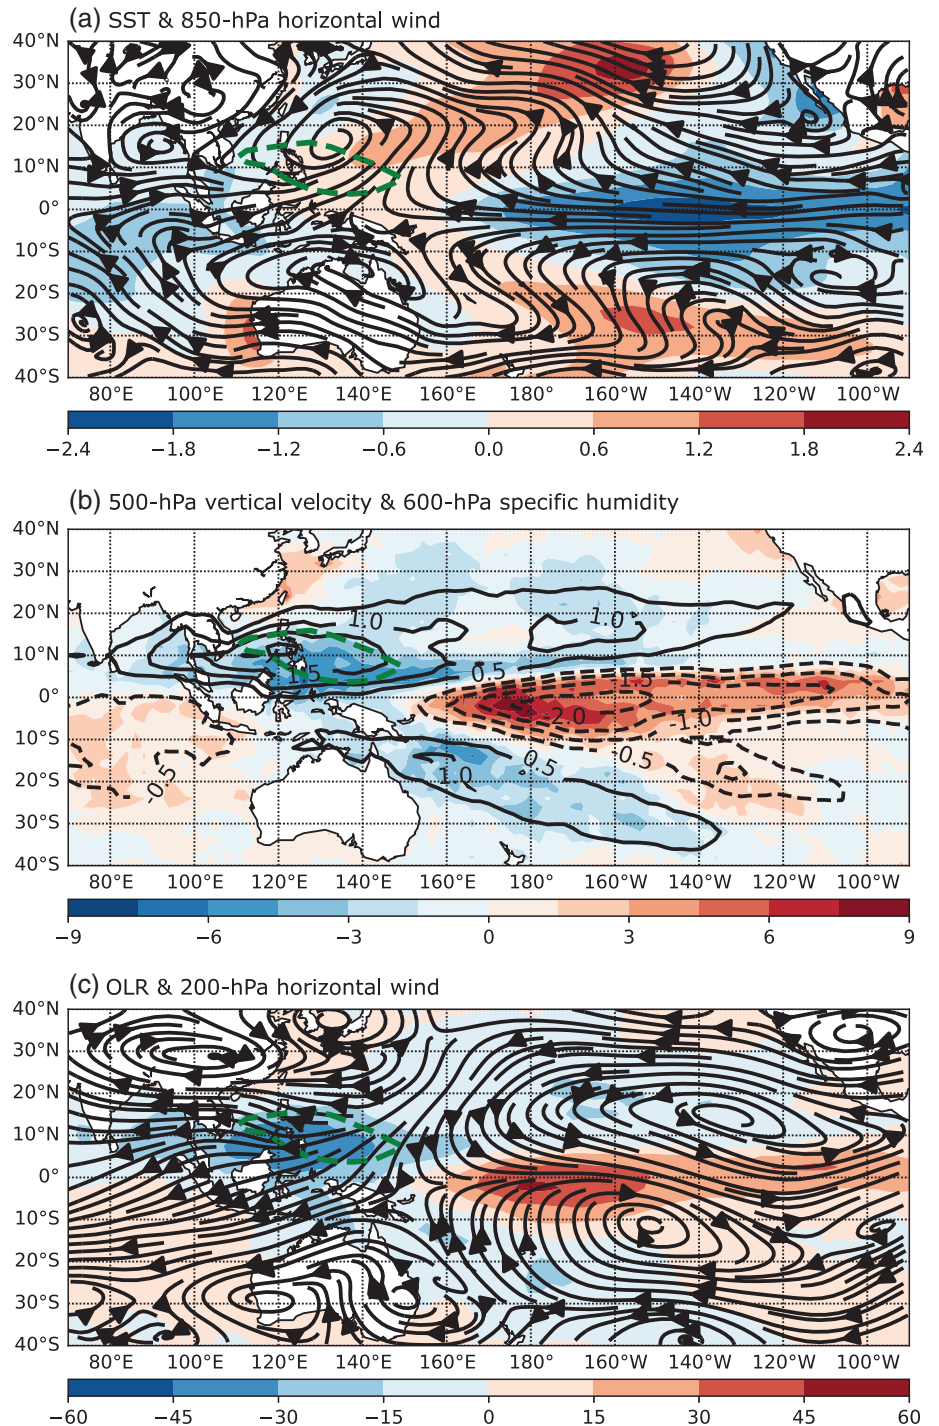 (a) SST & 850-hPa horizontal wind
40°N
30°N
20°N
10°N
0°
10°S
20°S
30°S
40°S
80°E 100°E 120°E 140°E 160°E 180° 160°W 140°W 120°W 100°W
−2.4 −1.8 −1.2 −0.6 0.0 0.6 1.2 1.8 2.4
(b) 500-hPa vertical velocity & 600-hPa specific humidity
40°N
30°N
20°N
1.0 1.0
10°N
1.5 0.5 1.5
0°
-2.0 1.0
10°S
-0.5 1.0 0.5 -0.5
20°S
30°S
40°S
80°E 100°E 120°E 140°E 160°E 180° 160°W 140°W 120°W 100°W
−9 −6 −3 0 3 6 9
(c) OLR & 200-hPa horizontal wind
40°N
30°N
20°N
10°N
0°
10°S
20°S
30°S
40°S
80°E 100°E 120°E 140°E 160°E 180° 160°W 140°W 120°W 100°W
−60 −45 −30 −15 0 15 30 45 60